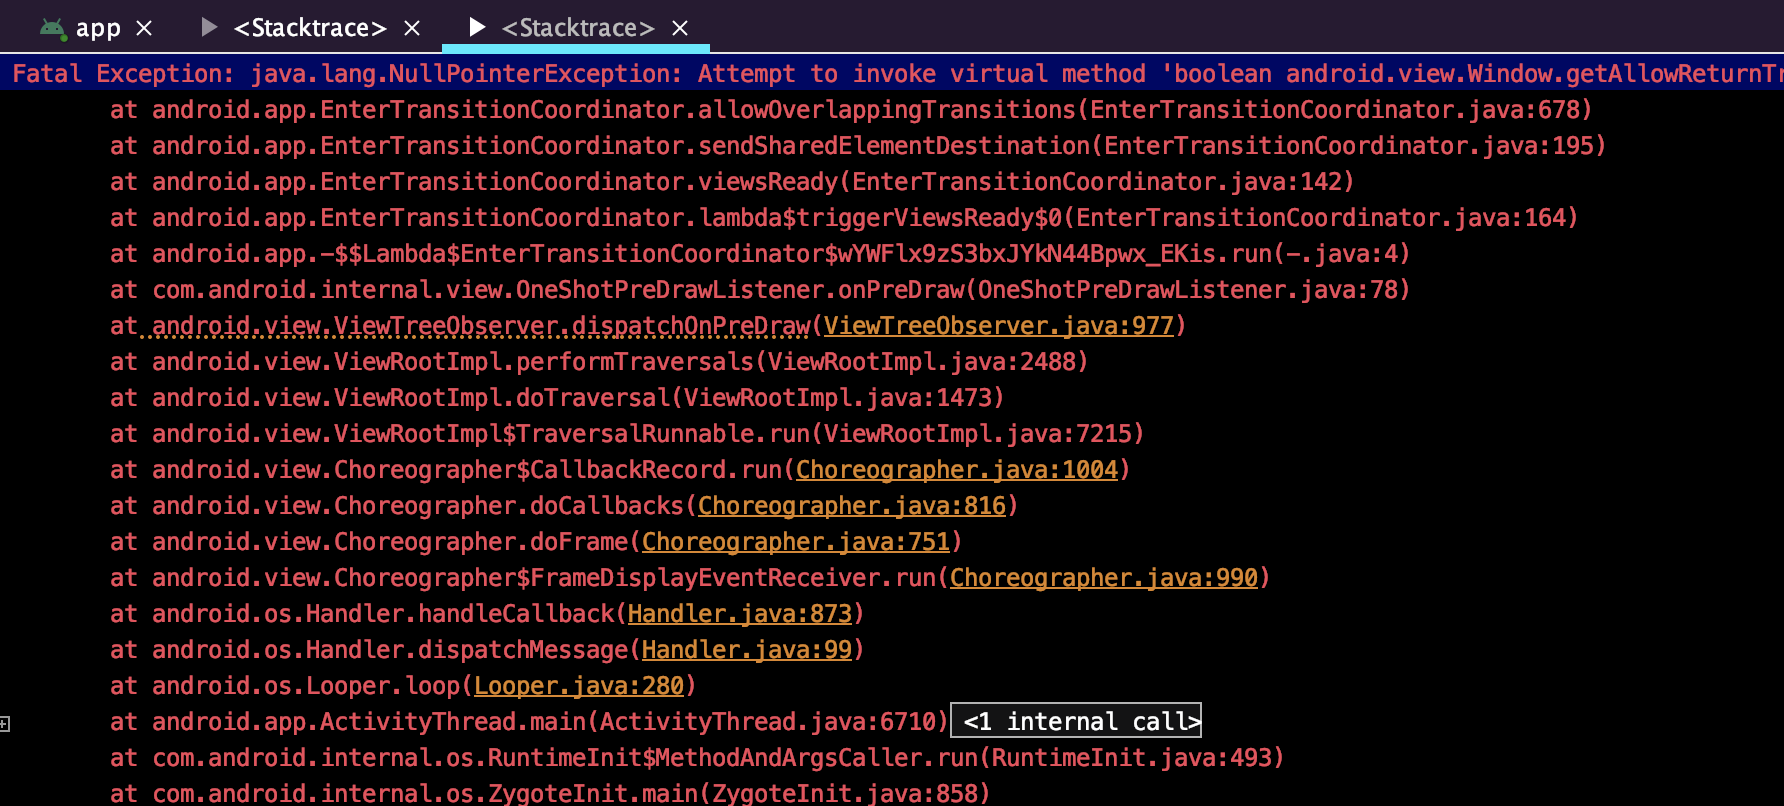 app × <Stacktrace> × <Stacktrace> ×
Fatal Exception: java.lang.NullPointerException: Attempt to invoke virtual method 'boolean android.view.Window.getAllowReturnTr
at android.app.EnterTransitionCoordinator.allowOverlappingTransitions(EnterTransitionCoordinator.java:678)
at android.app.EnterTransitionCoordinator.sendSharedElementDestination(EnterTransitionCoordinator.java:195)
at android.app.EnterTransitionCoordinator.viewsReady(EnterTransitionCoordinator.java:142)
at android.app.EnterTransitionCoordinator.lambda$triggerViewsReady$0(EnterTransitionCoordinator.java:164)
at android.app.-$$Lambda$EnterTransitionCoordinator$wYWFlx9zS3bxJYkN44Bpwx_EKis.run(-.java:4)
at com.android.internal.view.OneShotPreDrawListener.onPreDraw(OneShotPreDrawListener.java:78)
at android.view.ViewTreeObserver.dispatchOnPreDraw(ViewTreeObserver.java:977)
at android.view.ViewRootImpl.performTraversals(ViewRootImpl.java:2488)
at android.view.ViewRootImpl.doTraversal(ViewRootImpl.java:1473)
at android.view.ViewRootImpl$TraversalRunnable.run(ViewRootImpl.java:7215)
at android.view.Choreographer$CallbackRecord.run(Choreographer.java:1004)
at android.view.Choreographer.doCallbacks(Choreographer.java:816)
at android.view.Choreographer.doFrame(Choreographer.java:751)
at android.view.Choreographer$FrameDisplayEventReceiver.run(Choreographer.java:990)
at android.os.Handler.handleCallback(Handler.java:873)
at android.os.Handler.dispatchMessage(Handler.java:99)
at android.os.Looper.loop(Looper.java:280)
at android.app.ActivityThread.main(ActivityThread.java:6710) <1 internal call>
at com.android.internal.os.RuntimeInit$MethodAndArgsCaller.run(RuntimeInit.java:493)
at com.android.internal.os.ZygoteInit.main(ZygoteInit.java:858)